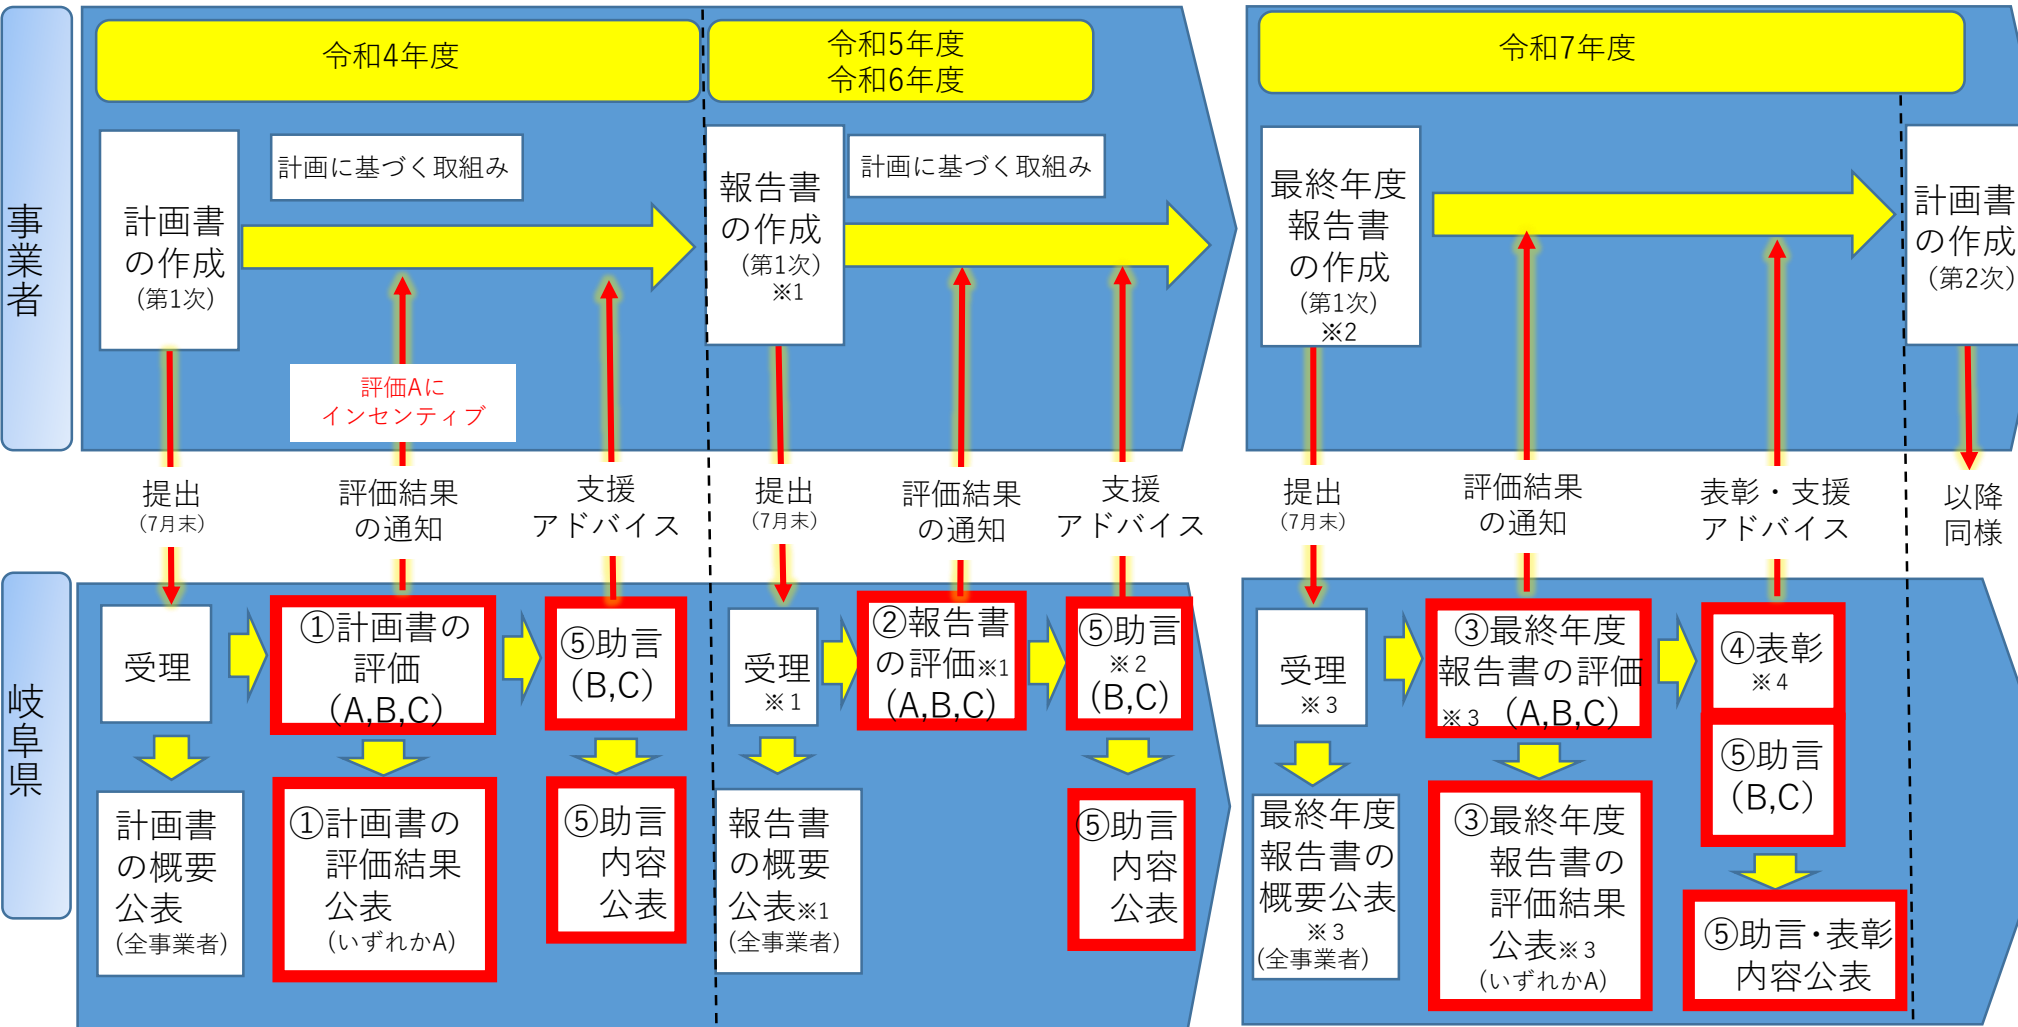 事業者
令和4年度
令和5年度
令和6年度
令和7年度
計画書
の作成
(第1次)
計画に基づく取組み
報告書
の作成
(第1次)
※1
計画に基づく取組み
最終年度
報告書
の作成
(第1次)
※2
計画書
の作成
(第2次)
評価Aに
インセンティブ
提出
(7月末)
評価結果
の通知
支援
アドバイス
提出
(7月末)
評価結果
の通知
支援
アドバイス
提出
(7月末)
評価結果
の通知
表彰・支援
アドバイス
以降
同様
岐阜県
受理
①計画書の
評価
(A,B,C)
⑤助言
(B,C)
受理
※1
②報告書
の評価※1
(A,B,C)
⑤助言
※2
(B,C)
受理
※3
③最終年度
報告書の評価
※3 (A,B,C)
④表彰
※4
⑤助言
(B,C)
計画書
の概要
公表
(全事業者)
①計画書の
評価結果
公表
(いずれかA)
⑤助言
内容
公表
報告書
の概要
公表※1
(全事業者)
⑤助言
内容
公表
最終年度
報告書の
概要公表
※3
(全事業者)
③最終年度
報告書の
評価結果
公表※3
(いずれかA)
⑤助言・表彰
内容公表